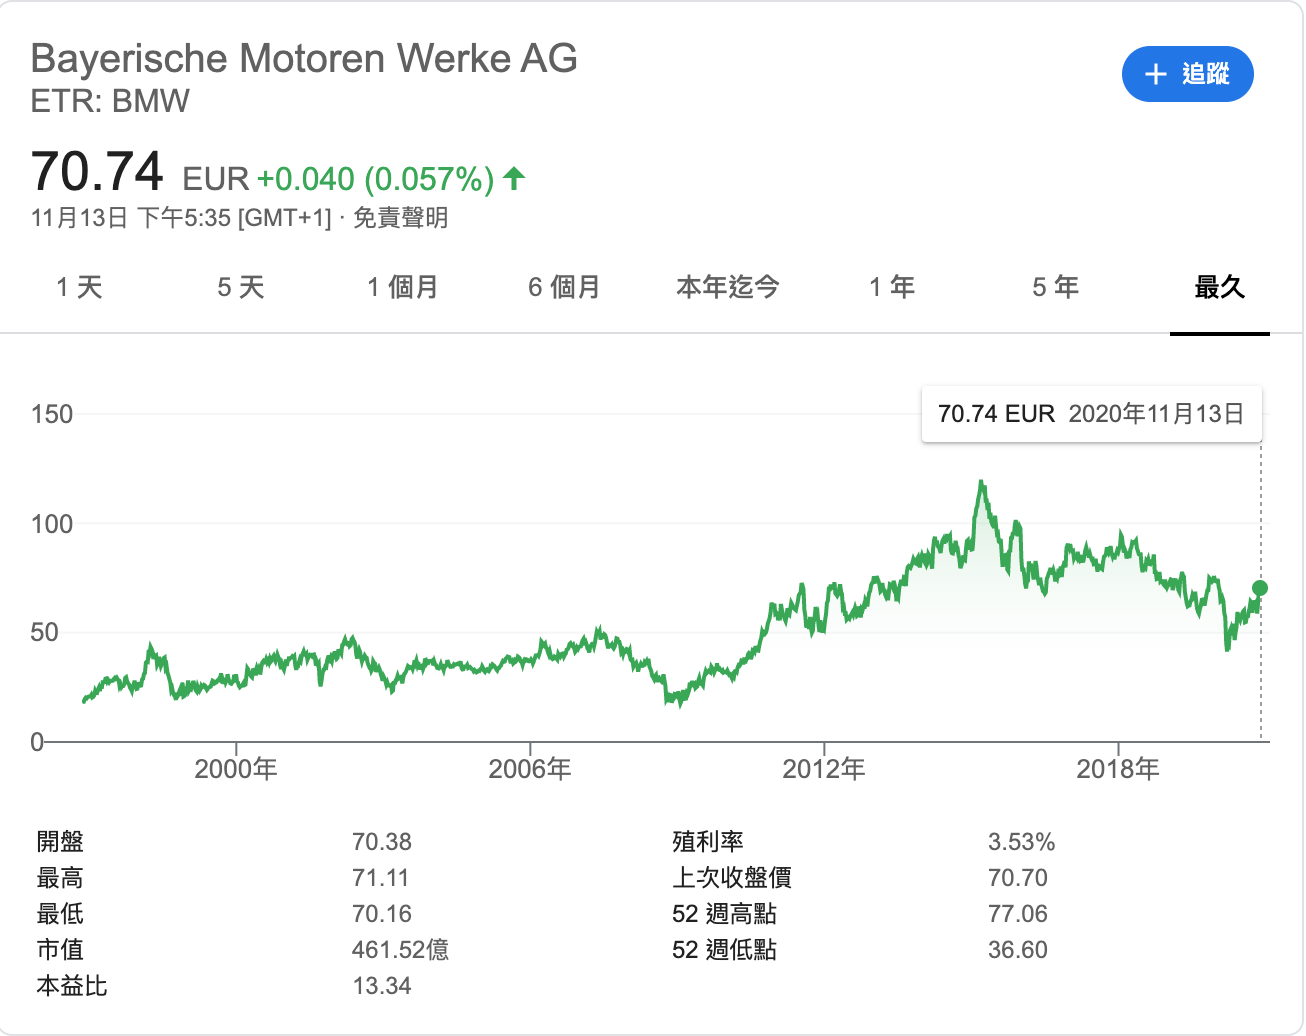 Bayerische Motoren Werke AG
ETR: BMW
+ 追蹤
70.74 EUR +0.040 (0.057%)
11月13日 下午5:35 [GMT+1] · 免責聲明
1 天 5 天 1 個月 6 個月 本年迄今 1 年 5 年 最久
70.74 EUR 2020年11月13日
150
100
50
0
2000年 2006年 2012年 2018年
開盤 70.38 殖利率 3.53%
最高 71.11 上次收盤價 70.70
最低 70.16 52 週高點 77.06
市值 461.52億 52 週低點 36.60
本益比 13.34